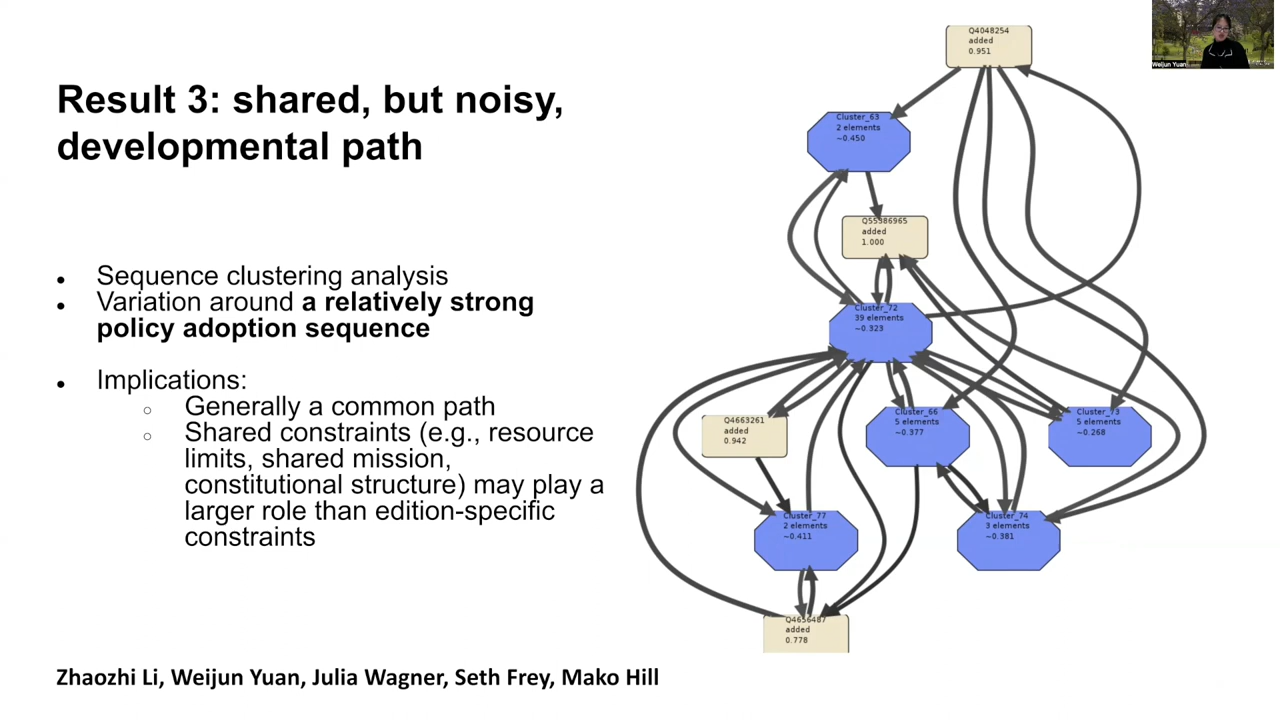 Result 3: shared, but noisy,
developmental path
Sequence clustering analysis
Variation around a relatively strong
policy adoption sequence
Implications:
Generally a common path
Shared constraints (e.g., resource
limits, shared mission,
constitutional structure) may play a
larger role than edition-specific
constraints
Zhaozhi Li, Weijun Yuan, Julia Wagner, Seth Frey, Mako Hill
Q4048254
added
0.951
Cluster_63
2 elements
~0.450
Q55386965
added
1.000
Cluster_72
39 elements
~0.323
Q4663261
added
0.942
Cluster_66
5 elements
~0.377
Cluster_73
5 elements
~0.268
Cluster_77
2 elements
~0.411
Cluster_74
3 elements
~0.381
Q4656487
added
0.778
Weijun Yuan